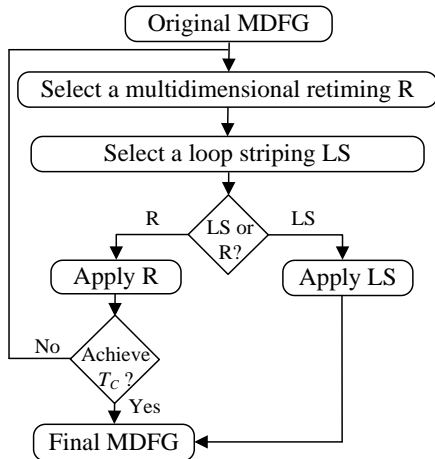 Original MDFG
Select a multidimensional retiming R
Select a loop striping LS
R
LS or
R?
LS
Apply R
Apply LS
No
Achieve
T_C ?
Yes
Final MDFG